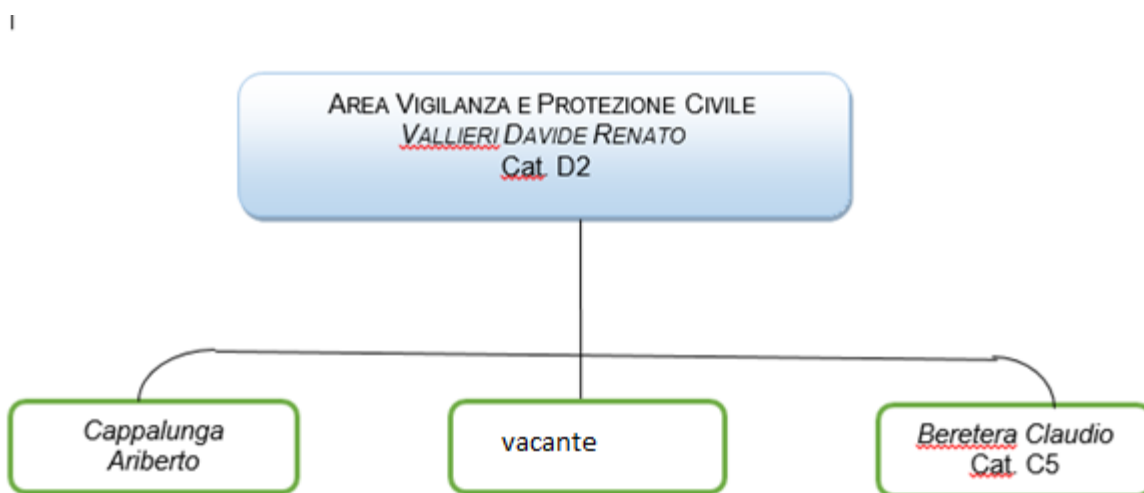 AREA VIGILANZA E PROTEZIONE CIVILE
VALLIERI DAVIDE RENATO
Cat. D2
Cappalunga
Ariberto
vacante
Beretera Claudio
Cat. C5